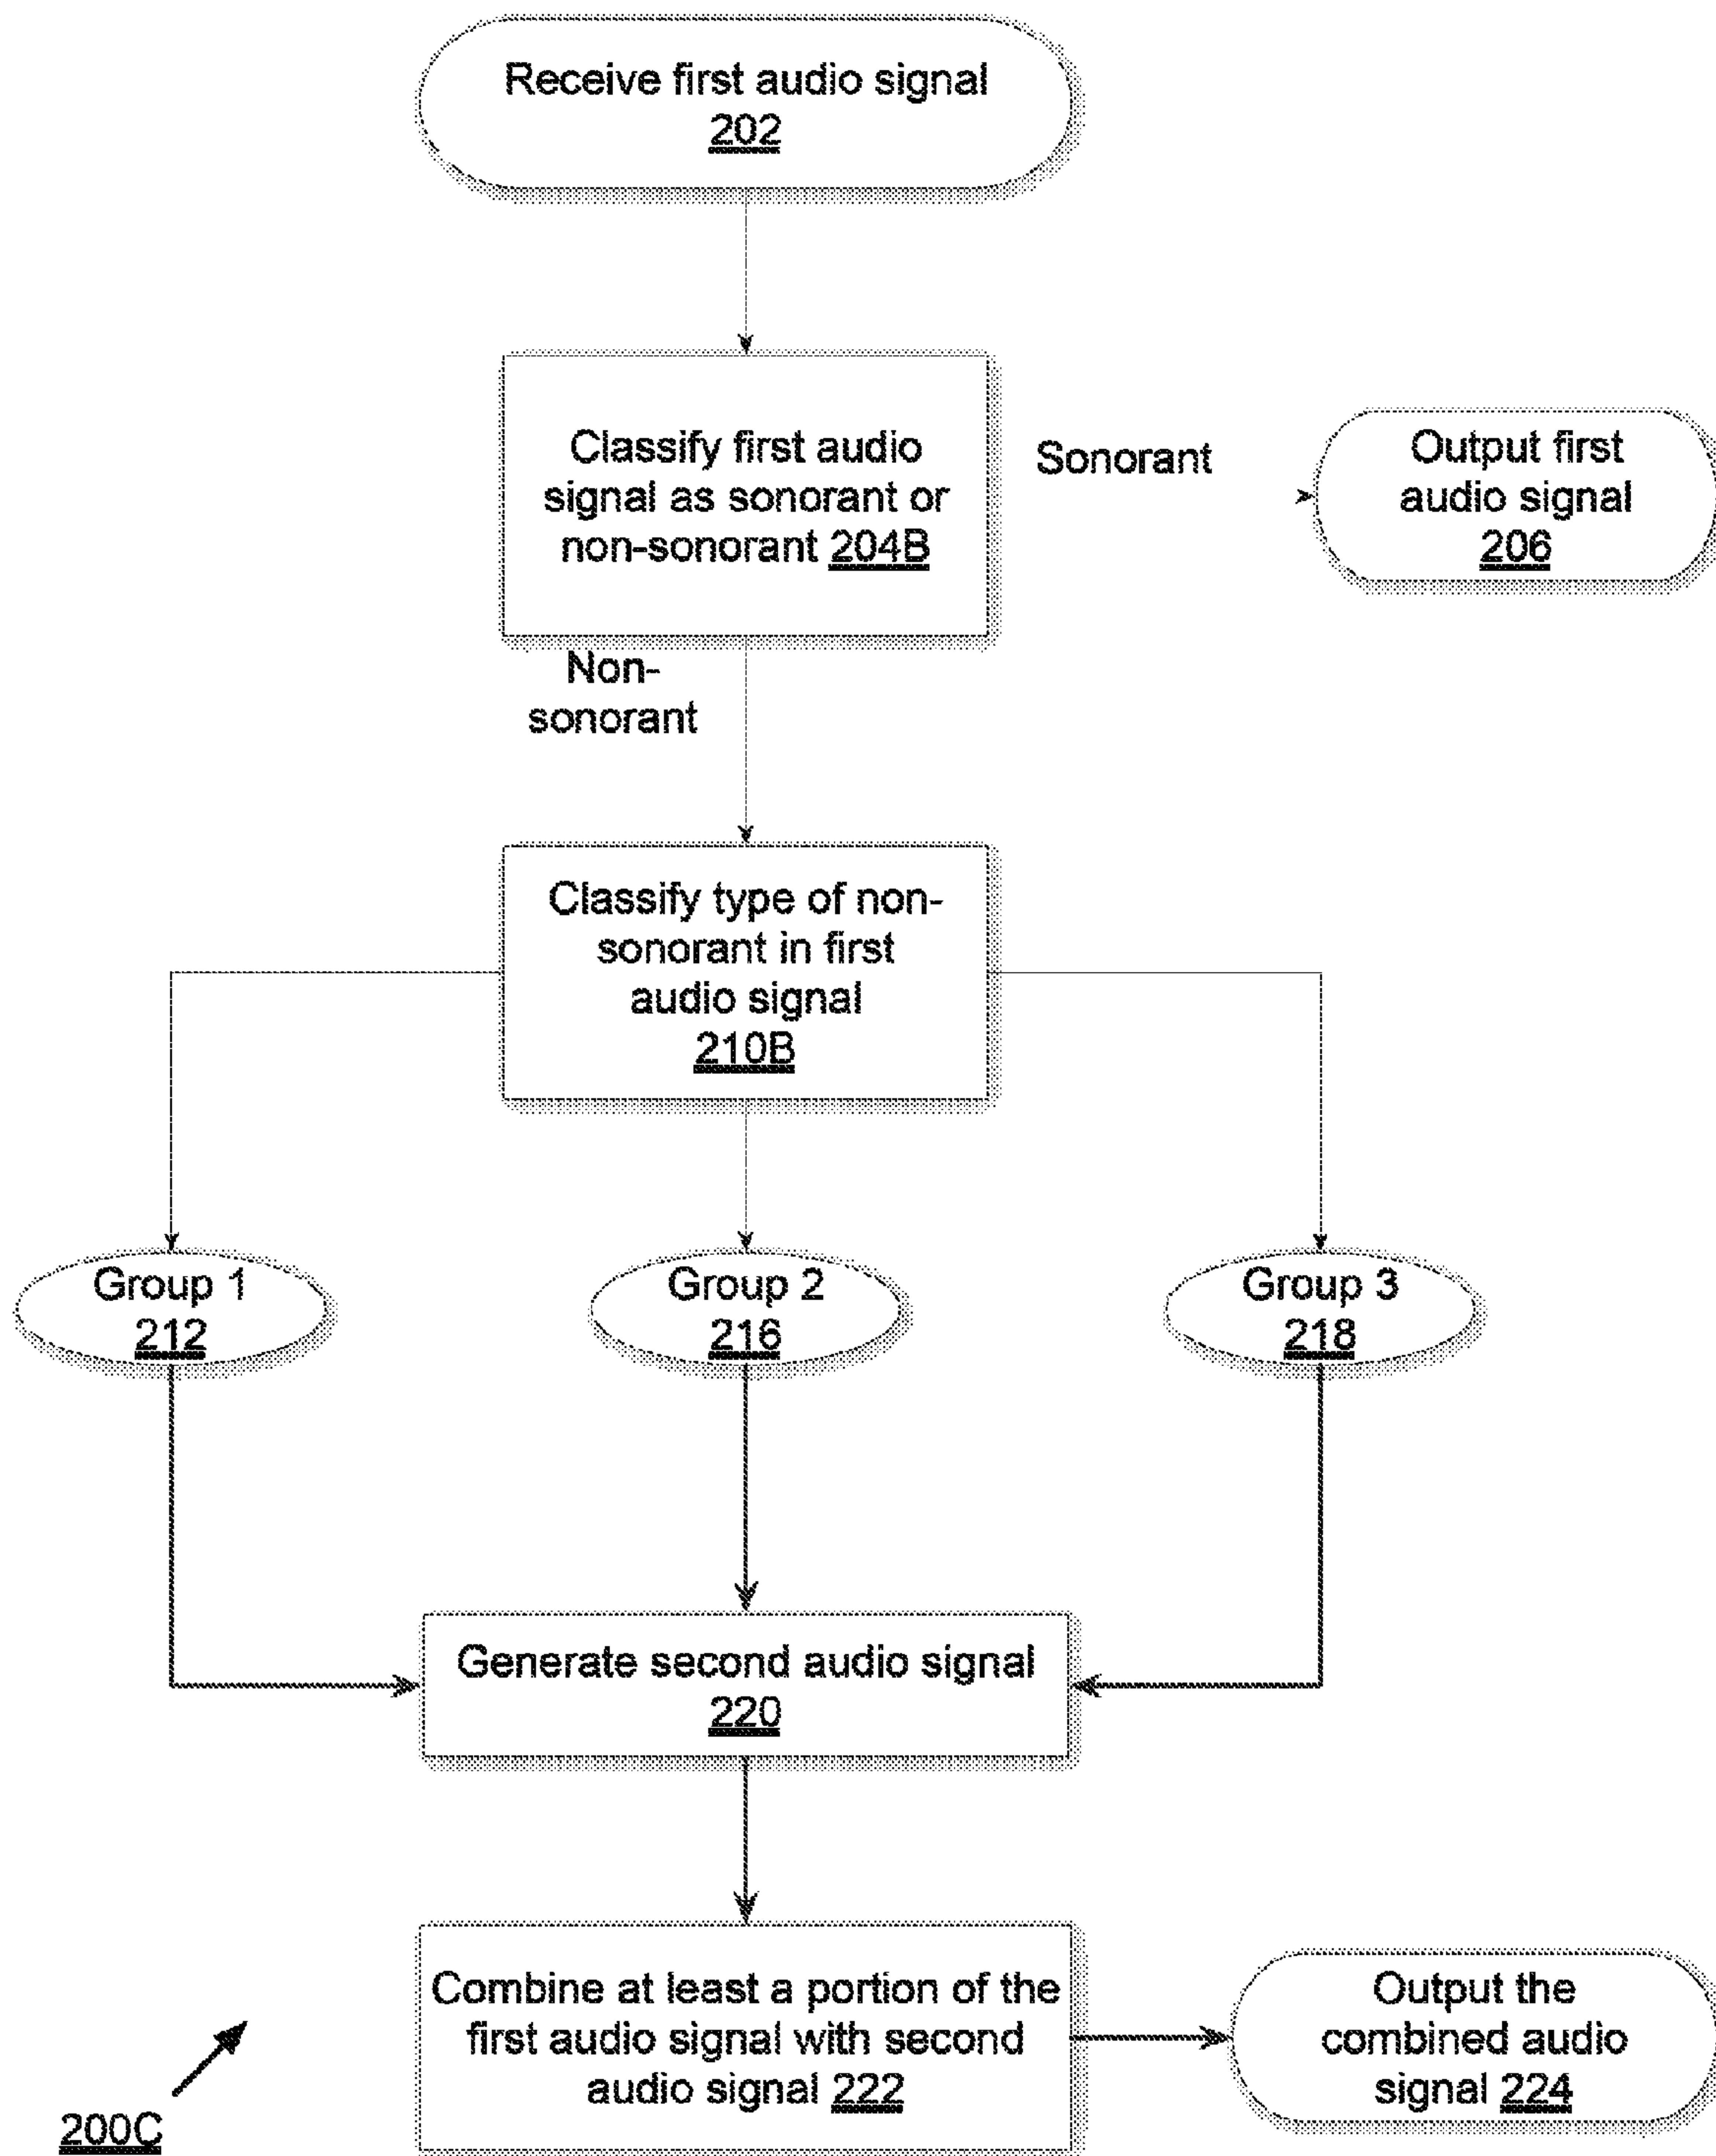 Receive first audio signal
202
Classify first audio
signal as sonorant or
non-sonorant 204B
Sonorant
Output first
audio signal
206
Non-
sonorant
Classify type of non-
sonorant in first
audio signal
210B
Group 1
212
Group 2
216
Group 3
218
Generate second audio signal
220
Combine at least a portion of the
first audio signal with second
audio signal 222
Output the
combined audio
signal 224
200C